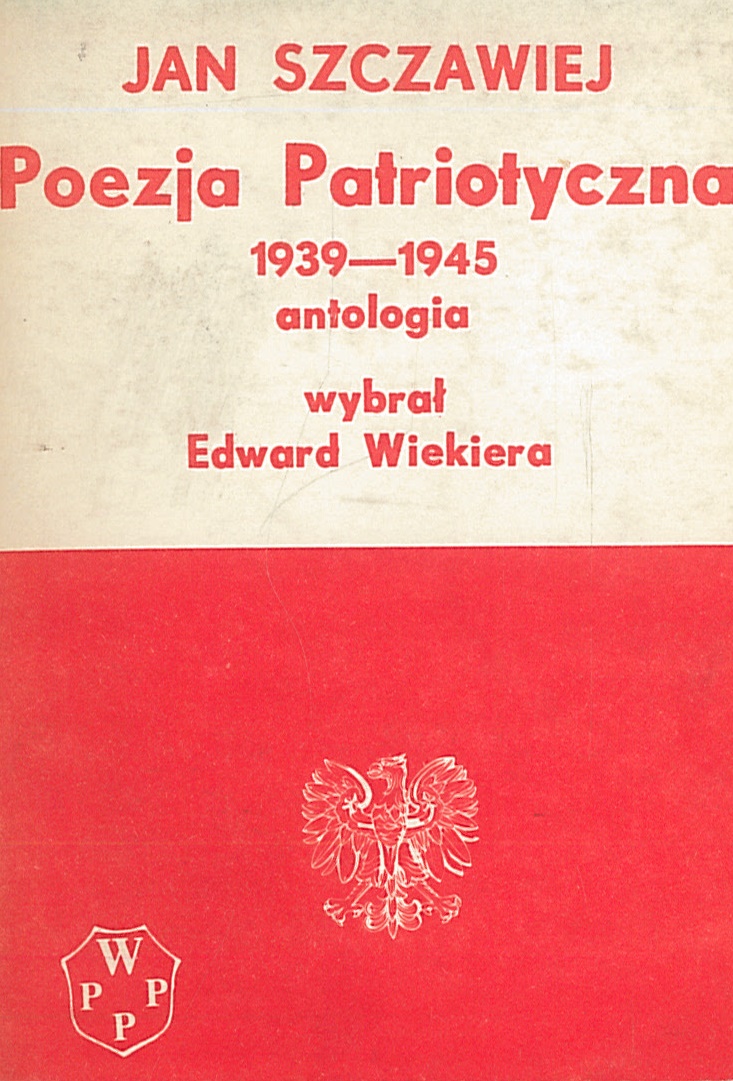 JAN SZCZAWIEJ
Poezja Patriotyczna
1939—1945
antologia
wybrał
Edward Wiekiera
W
P P
P